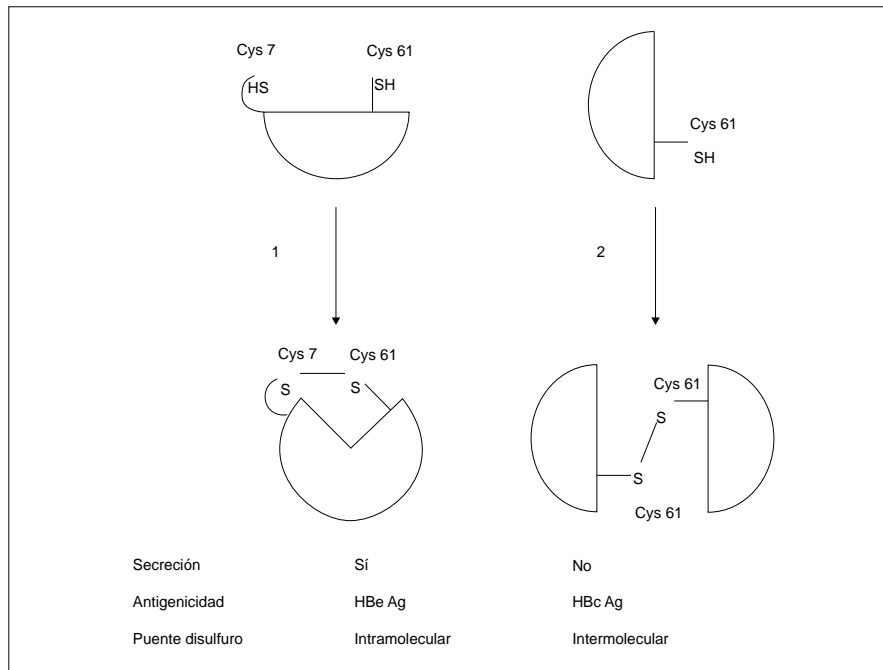 Cys 7 Cys 61
HS SH
Cys 61
SH
1 2
Cys 7 Cys 61
S S
Cys 61
S
S
Cys 61
Secreción Sí No
Antigenicidad HBe Ag HBc Ag
Puente disulfuro Intramolecular Intermolecular